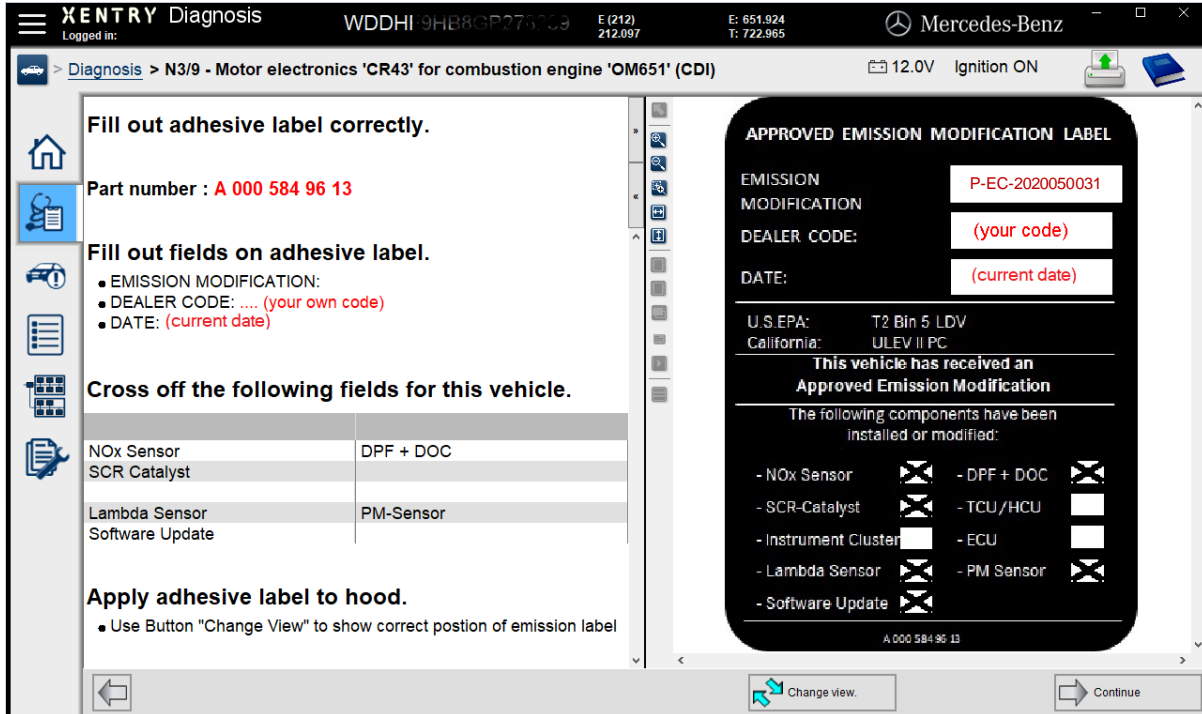 XENTRY Diagnosis
Logged in:
E (212)
212.097
E: 651.924
T: 722.965
Mercedes-Benz
> Diagnosis > N3/9 - Motor electronics 'CR43' for combustion engine 'OM651' (CDI)
12.0V Ignition ON
Fill out adhesive label correctly.
Part number : A 000 584 96 13
Fill out fields on adhesive label.
• EMISSION MODIFICATION:
• DEALER CODE: .... (your own code)
• DATE: (current date)
Cross off the following fields for this vehicle.
NOx Sensor DPF + DOC
SCR Catalyst
Lambda Sensor PM-Sensor
Software Update
Apply adhesive label to hood.
• Use Button "Change View" to show correct postion of emission label
APPROVED EMISSION MODIFICATION LABEL
EMISSION
MODIFICATION
P-EC-2020050031
DEALER CODE: (your code)
DATE: (current date)
U.S.EPA: T2 Bin 5 LDV
California: ULEV II PC
This vehicle has received an
Approved Emission Modification
The following components have been
installed or modified:
- NOx Sensor - DPF + DOC
- SCR-Catalyst - TCU/HCU
- Instrument Cluster - ECU
- Lambda Sensor - PM Sensor
- Software Update
A 000 584 96 13
Change view.
Continue